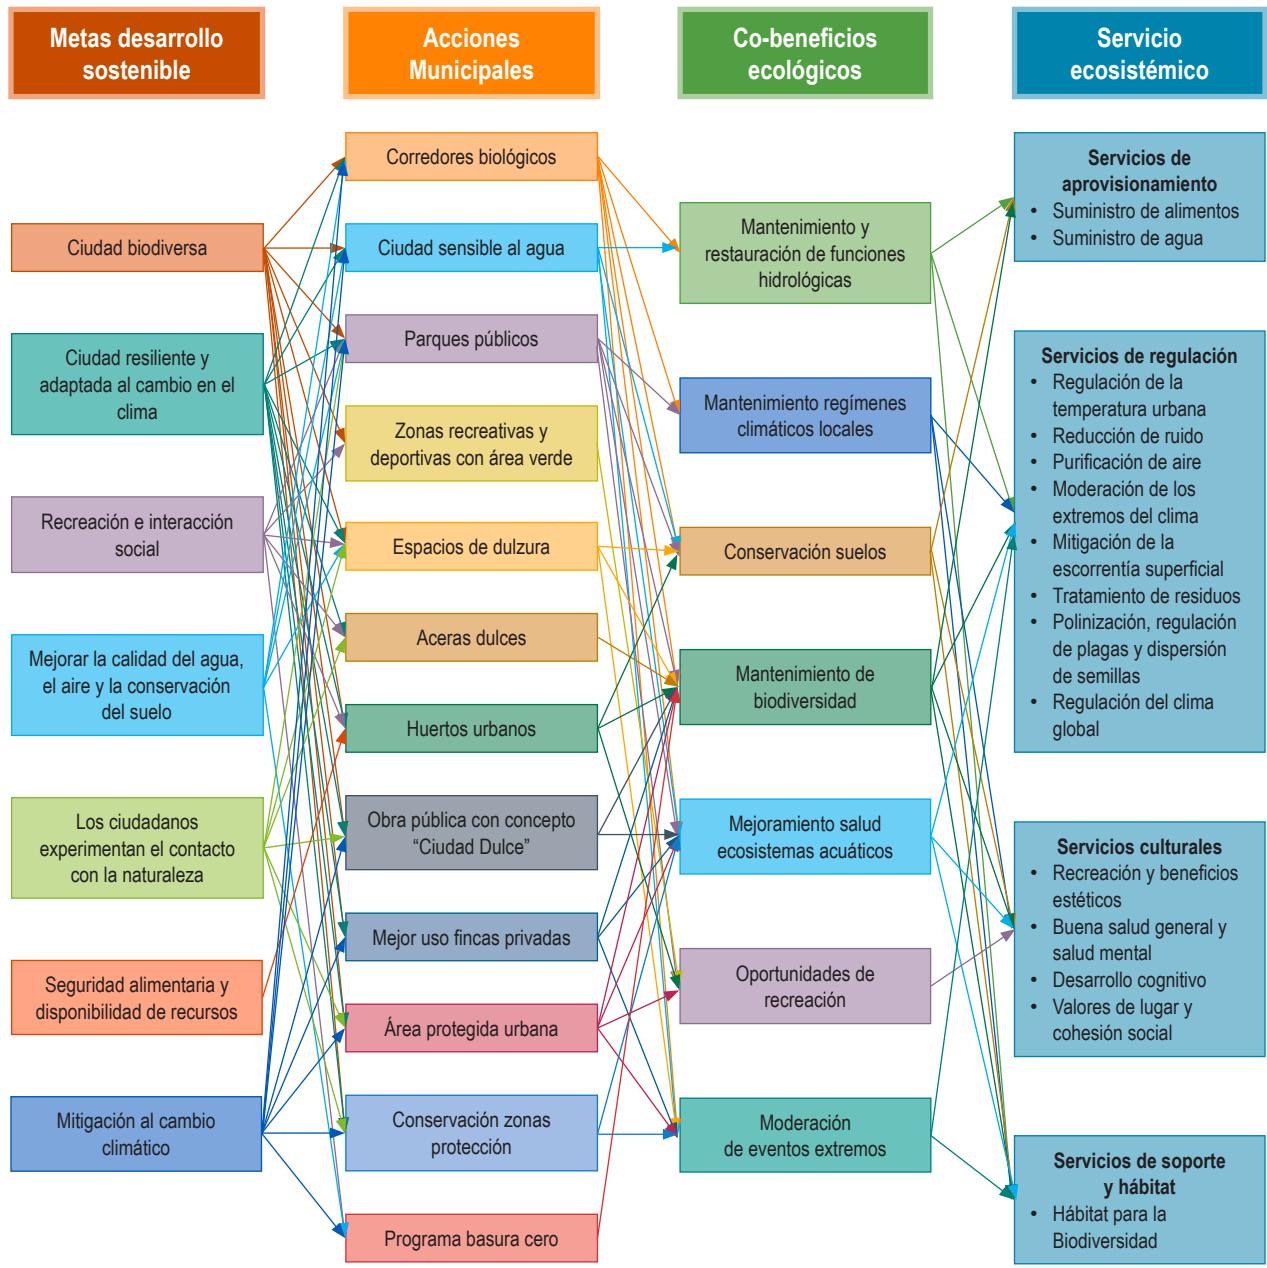 Metas desarrollo
sostenible
Acciones
Municipales
Co-beneficios
ecológicos
Servicio
ecosistémico
Ciudad biodiversa
Ciudad resiliente y
adaptada al cambio en el
clima
Recreación e interacción
social
Mejorar la calidad del agua,
el aire y la conservación
del suelo
Los ciudadanos
experimentan el contacto
con la naturaleza
Seguridad alimentaria y
disponibilidad de recursos
Mitigación al cambio
climático
Corredores biológicos
Ciudad sensible al agua
Parques públicos
Zonas recreativas y
deportivas con área verde
Espacios de dulzura
Aceras dulces
Huertos urbanos
Obra pública con concepto
“Ciudad Dulce”
Mejor uso fincas privadas
Área protegida urbana
Conservación zonas
protección
Programa basura cero
Mantenimiento y
restauración de funciones
hidrológicas
Mantenimiento regímenes
climáticos locales
Conservación suelos
Mantenimiento de
biodiversidad
Mejoramiento salud
ecosistemas acuáticos
Oportunidades de
recreación
Moderación
de eventos extremos
Servicios de
aprovisionamiento
• Suministro de alimentos
• Suministro de agua
Servicios de regulación
• Regulación de la
temperatura urbana
• Reducción de ruido
• Purificación de aire
• Moderación de los
extremos del clima
• Mitigación de la
escorrentía superficial
• Tratamiento de residuos
• Polinización, regulación
de plagas y dispersión
de semillas
• Regulación del clima
global
Servicios culturales
• Recreación y beneficios
estéticos
• Buena salud general y
salud mental
• Desarrollo cognitivo
• Valores de lugar y
cohesión social
Servicios de soporte
y hábitat
• Hábitat para la
Biodiversidad